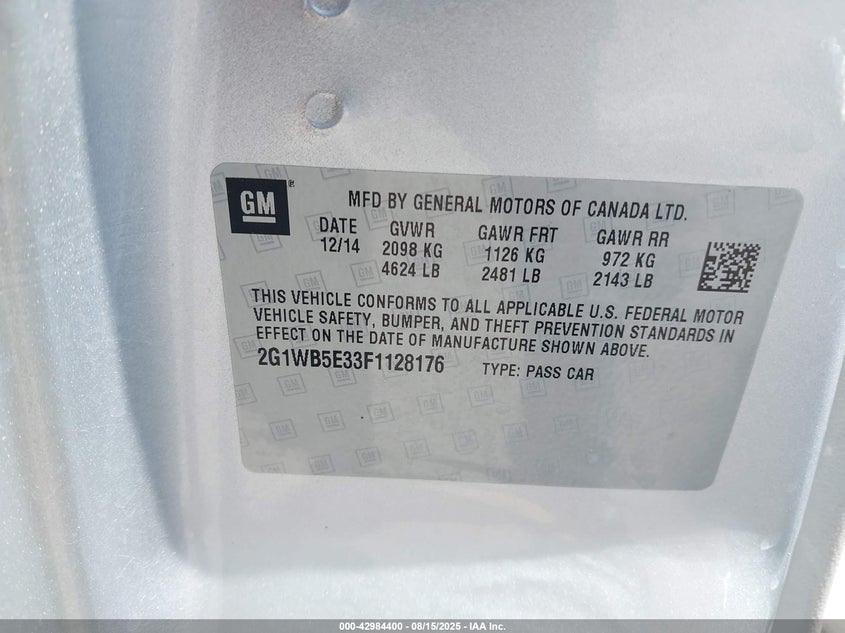 GM
MFD BY GENERAL MOTORS OF CANADA LTD.
DATE GVWR GAWR FRT GAWR RR
12/14 2098 KG 1126 KG 972 KG
4624 LB 2481 LB 2143 LB
THIS VEHICLE CONFORMS TO ALL APPLICABLE U.S. FEDERAL MOTOR
VEHICLE SAFETY, BUMPER, AND THEFT PREVENTION STANDARDS IN
EFFECT ON THE DATE OF MANUFACTURE SHOWN ABOVE.
2G1WB5E33F1128176 TYPE: PASS CAR
000-42984400 - 08/15/2025 - IAA Inc.